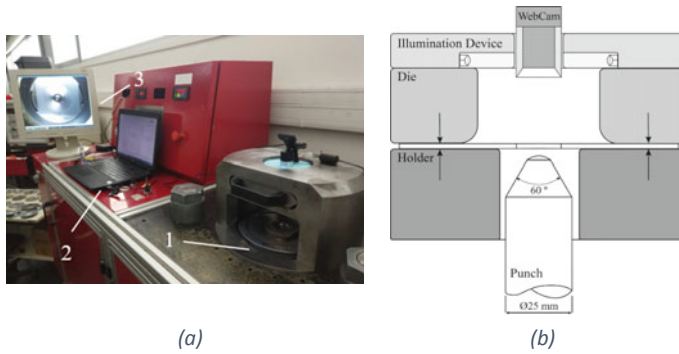 3
2
1
(a)
WebCam
Illumination Device
Die
Holder
60 °
Punch
Ø25 mm
(b)